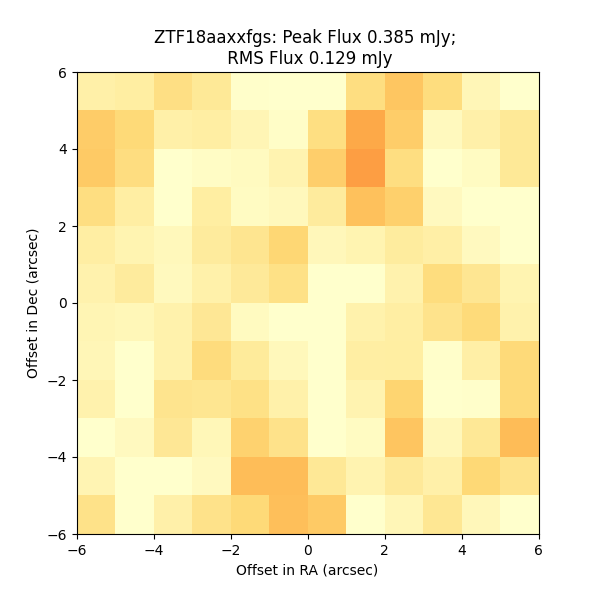 ZTF18aaxxfgs: Peak Flux 0.385 mJy;
RMS Flux 0.129 mJy
6
4
2
0
−2
−4
−6
Offset in Dec (arcsec)
−6 −4 −2 0 2 4 6
Offset in RA (arcsec)